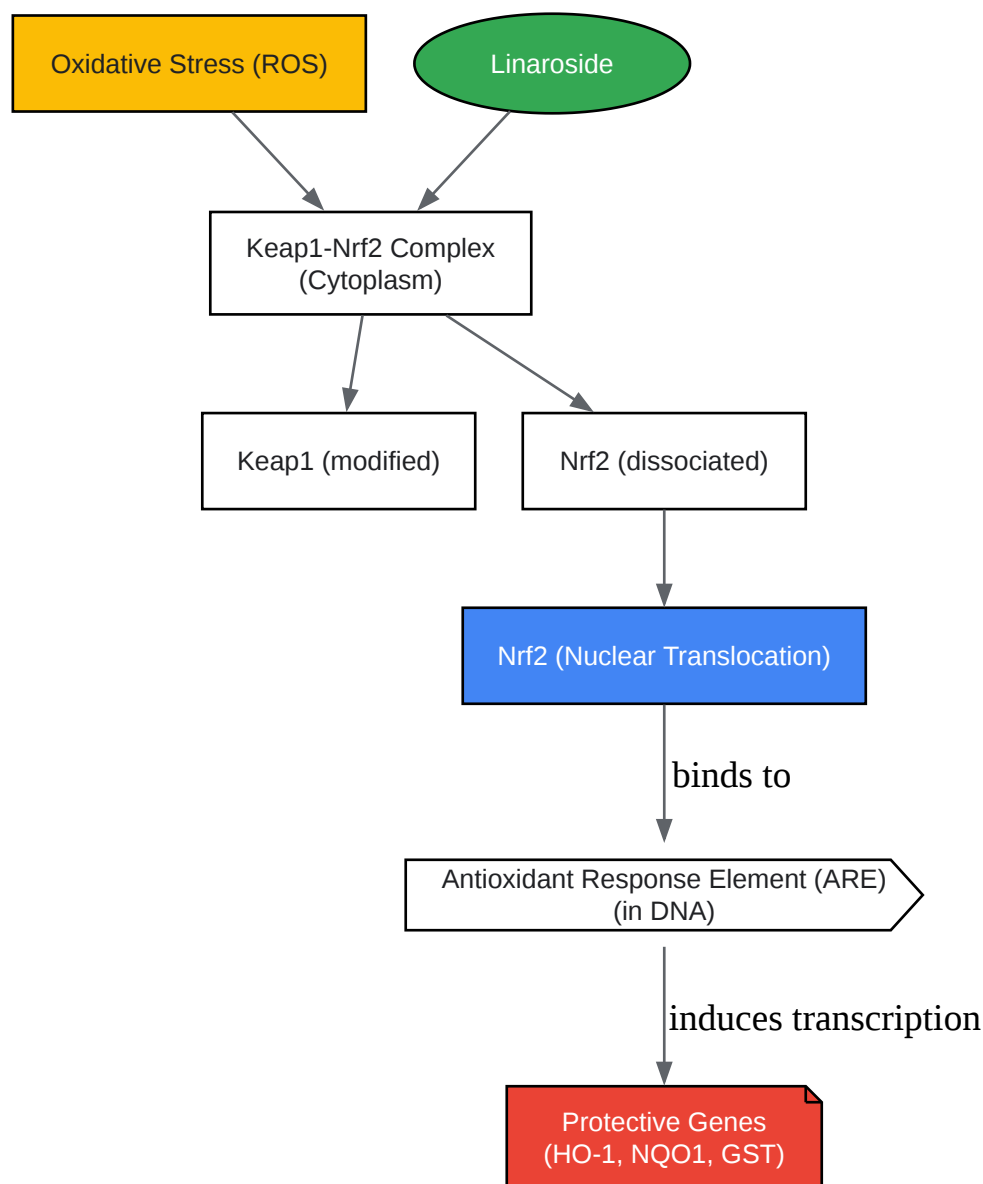 Oxidative Stress (ROS)
Linaroside
Keap1-Nrf2 Complex
(Cytoplasm)
Keap1 (modified)
Nrf2 (dissociated)
Nrf2 (Nuclear Translocation)
binds to
Antioxidant Response Element (ARE)
(in DNA)
induces transcription
Protective Genes
(HO-1, NQO1, GST)